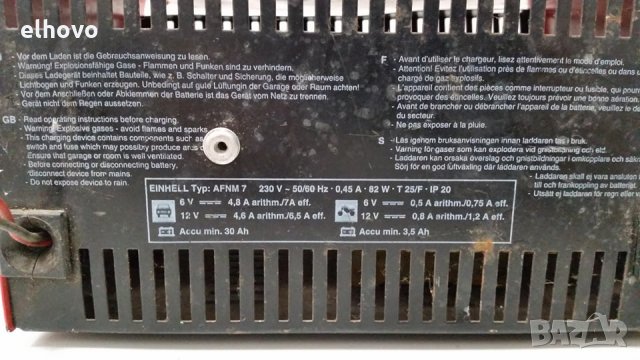 elhovo
- Vor dem Laden ist die Gebrauchsanweisung zu lesen.
- Warnung! Explosionsfähige Gase - Flammen und Funken sind zu verhindern.
- Dieses Ladegerät beinhaltet Bauteile, wie z. B. Schalter und Sicherung, die möglicherweise
Lichtbogen und Funken erzeugen. Unbedingt auf gute Lüftung der Garage oder Raum achten!
- Vor dem Anschließen oder Abklemmen der Batterie ist das Gerät vom Netz zu trennen.
- Gerät nicht dem Regen aussetzen.
GB
- Read operating instructions before charging.
- Warning! Explosive gases - avoid flames and sparks.
- This charging device contains components such as
switch and fuse which may possibly produce arcs
- Ensure that garage or room is well ventilated.
- Before connecting or disconnecting battery,
disconnect device from mains.
- Do not expose device to rain.
F
- Avant d'utiliser le chargeur, lisez attentivement le mode d'emploi.
- Attention! Evitez l'utilisation près de flammes ou d'étincelles ou dans
chargé de gaz explosifs.
- L'appareil contient des pièces comme interrupteur ou fusible, qui
provoquer des étincelles. Veuillez toujours prévoir une bonne aération
- Avant de brancher ou débrancher l'appareil de la batterie, débrancher
du secteur.
- Ne pas exposer à la pluie.
S
- Läs igenom bruksanvisningen innan laddaren tas i bruk.
- Varning för gaser som kan explodera vid gnistbildning och eld.
- Laddaren kan orsaka överslag och gnistbildningar i omkopplare och
Sörj för en god luftväxling där laddaren används.
- Laddaren skall ej vara
till och frånkoppling av batteriet.
- Utsätt ej laddaren för regn.
EINHELL Typ: AFNM 7 230 V ~ 50/60 Hz · 0,45 A · 82 W · T 25/F · IP 20
6 V 4,8 A arithm./7A eff.
12 V 4,6 A arithm/6,5 A eff.
Accu min. 30 Ah
6 V 0,5 A arithm/0,75 A eff.
12 V 0,8 A arithm./1,2 A eff.
Accu min. 3,5 Ah
BAZAR.bg